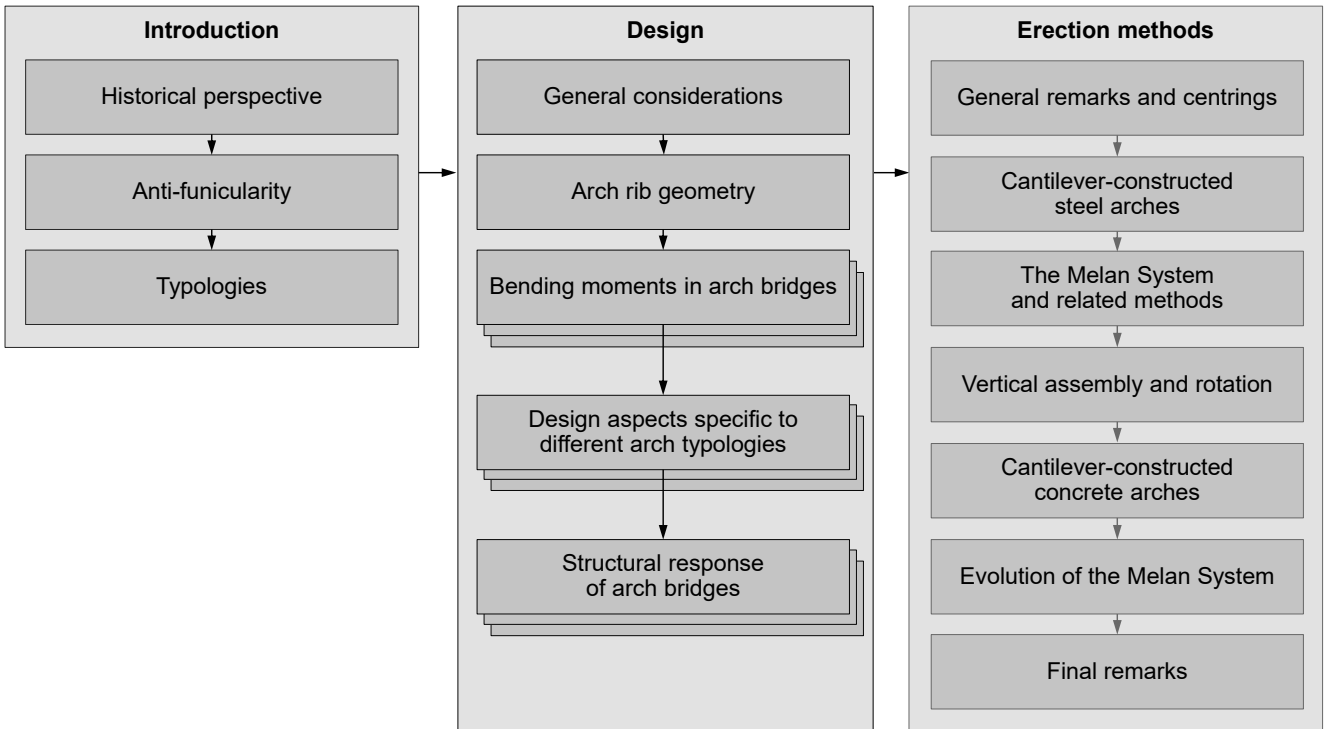 Introduction
Historical perspective
Anti-funicularity
Typologies
Design
General considerations
Arch rib geometry
Bending moments in arch bridges
Design aspects specific to
different arch typologies
Structural response
of arch bridges
Erection methods
General remarks and centrings
Cantilever-constructed
steel arches
The Melan System
and related methods
Vertical assembly and rotation
Cantilever-constructed
concrete arches
Evolution of the Melan System
Final remarks